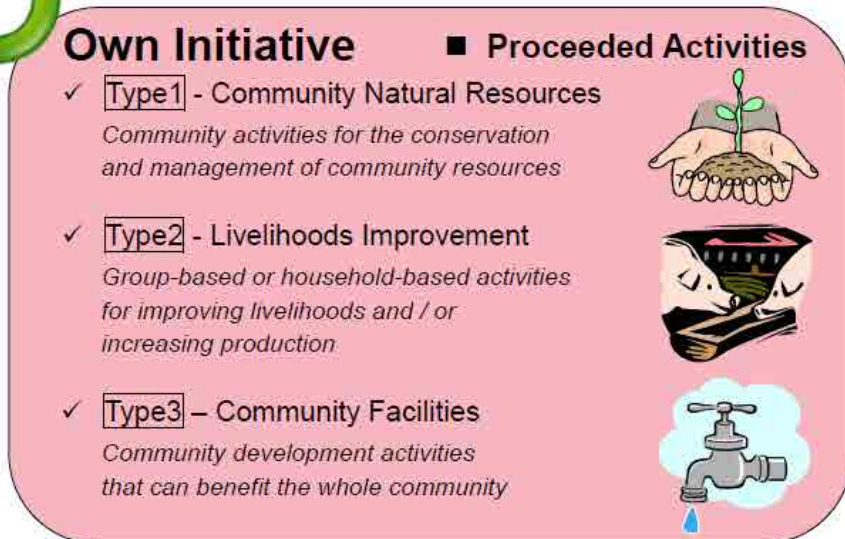 Own Initiative ■ Proceeded Activities
✓ Type1 - Community Natural Resources
Community activities for the conservation
and management of community resources
✓ Type2 - Livelihoods Improvement
Group-based or household-based activities
for improving livelihoods and / or
increasing production
✓ Type3 – Community Facilities
Community development activities
that can benefit the whole community